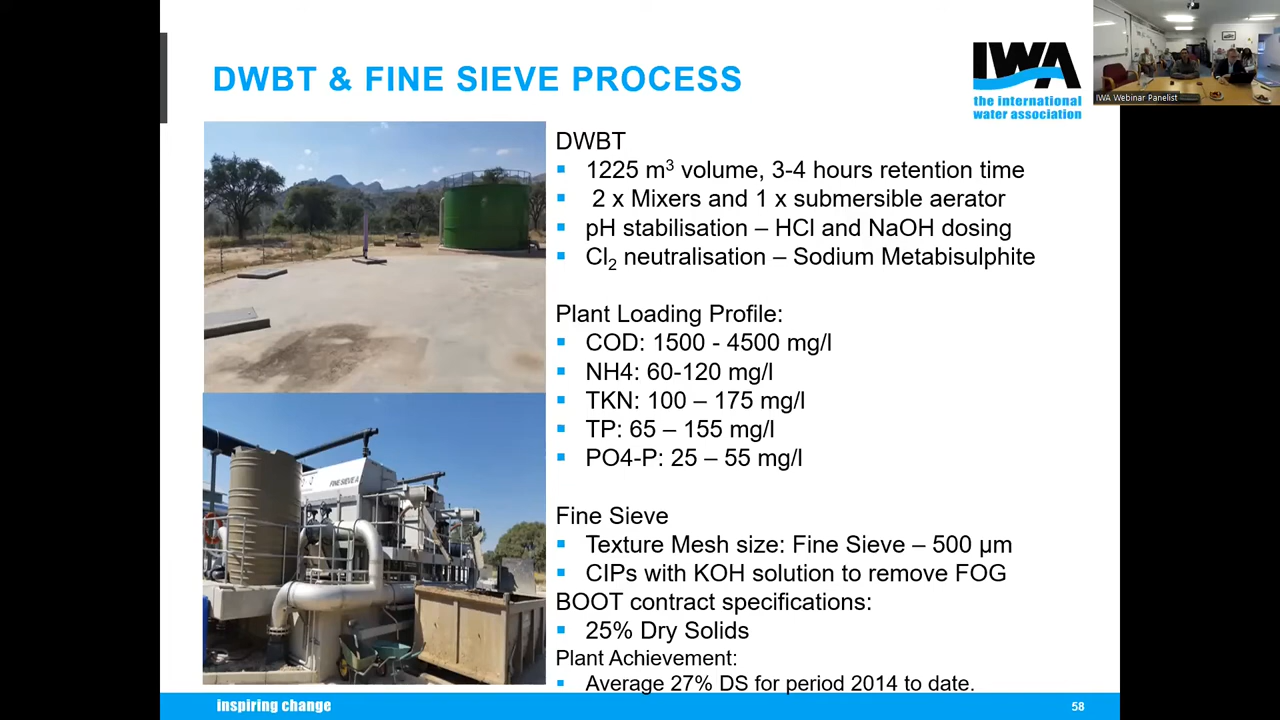 DWBT & FINE SIEVE PROCESS
IWA
the international
water association
IWA Webinar Panelist
DWBT
1225 m³ volume, 3-4 hours retention time
2 x Mixers and 1 x submersible aerator
pH stabilisation – HCl and NaOH dosing
Cl₂ neutralisation – Sodium Metabisulphite
Plant Loading Profile:
COD: 1500 - 4500 mg/l
NH4: 60-120 mg/l
TKN: 100 – 175 mg/l
TP: 65 – 155 mg/l
PO4-P: 25 – 55 mg/l
FINE SIEVE A
Fine Sieve
Texture Mesh size: Fine Sieve – 500 µm
CIPs with KOH solution to remove FOG
BOOT contract specifications:
25% Dry Solids
Plant Achievement:
Average 27% DS for period 2014 to date.
inspiring change
58